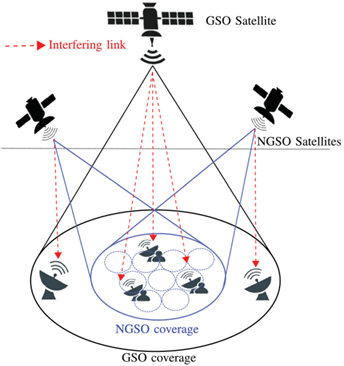 GSO Satellite
Interfering link
NGSO Satellites
NGSO coverage
GSO coverage